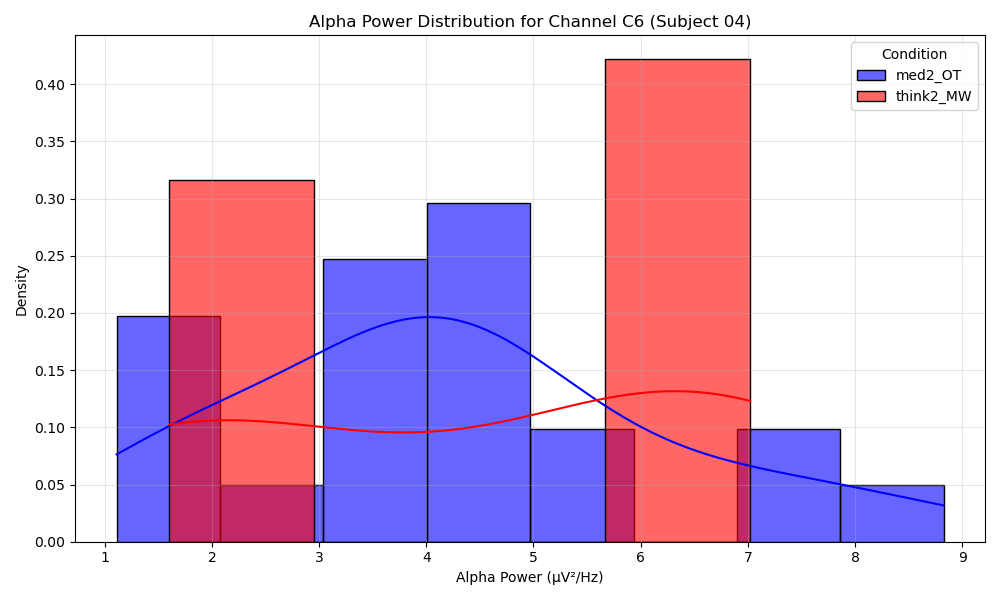 Alpha Power Distribution for Channel C6 (Subject 04)
Condition
med2_OT
think2_MW
Density
0.40
0.35
0.30
0.25
0.20
0.15
0.10
0.05
0.00
1 2 3 4 5 6 7 8 9
Alpha Power (µV²/Hz)